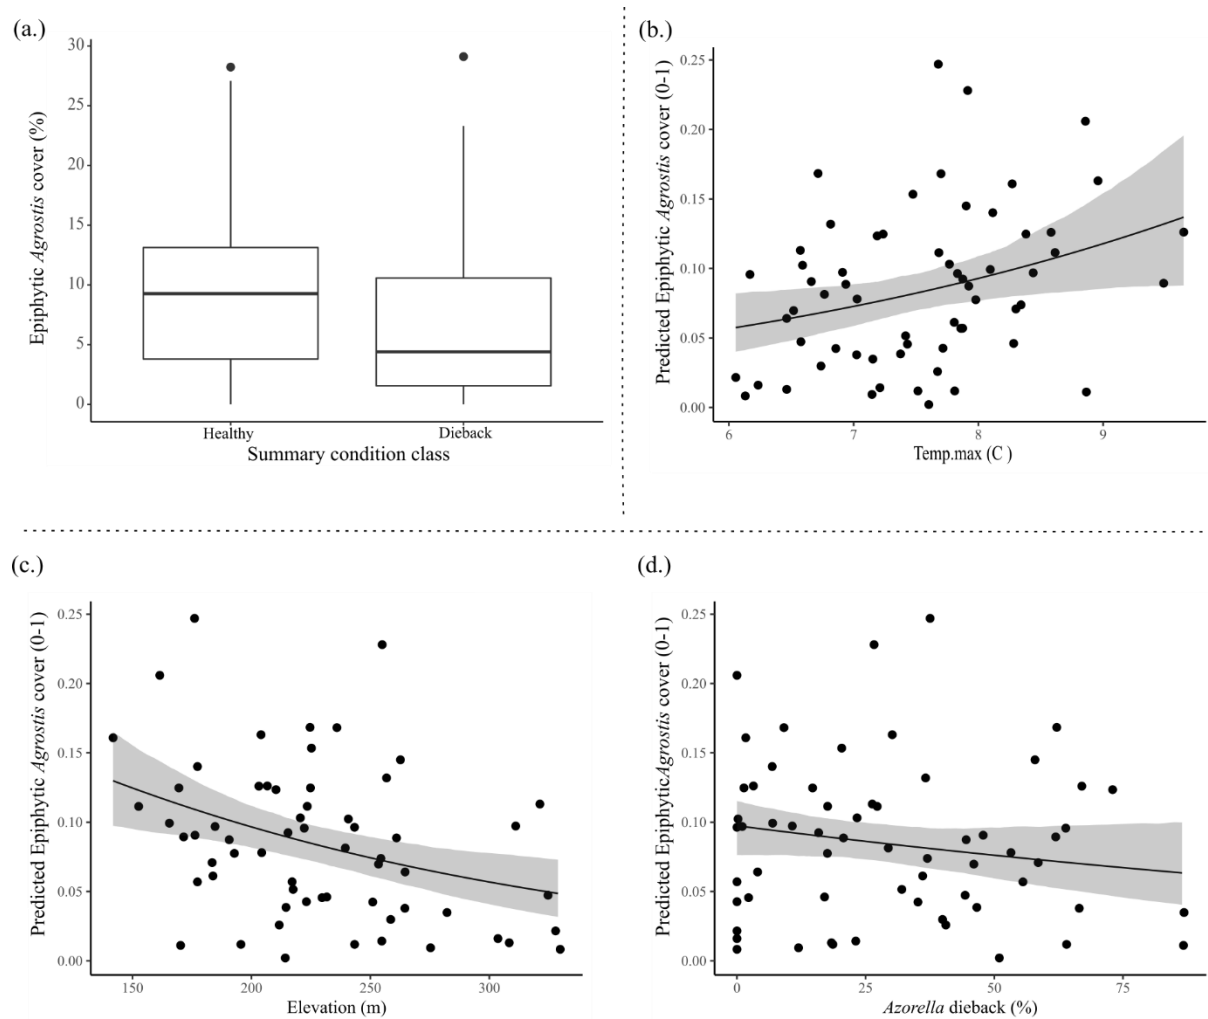 (a.)
30
25
20
15
10
5
0
Epiphytic Agrostis cover (%)
Healthy
Dieback
Summary condition class
(b.)
0.25
0.20
0.15
0.10
0.05
0.00
Predicted Epiphytic Agrostis cover (0-1)
6
7
8
9
Temp.max (C )
(c.)
0.25
0.20
0.15
0.10
0.05
0.00
Predicted Epiphytic Agrostis cover (0-1)
150
200
250
300
Elevation (m)
(d.)
0.25
0.20
0.15
0.10
0.05
0.00
Predicted EpiphyticAgrostis cover (0-1)
0
25
50
75
Azorella dieback (%)